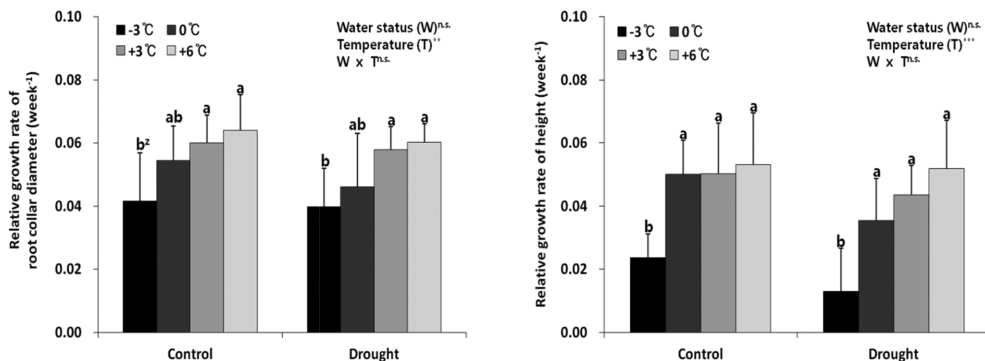 Relative growth rate of
root collar diameter (week⁻¹)
0.10
0.08
0.06
0.04
0.02
0.00
-3℃ 0℃
+3℃ +6℃
Water status (W)ⁿ·ˢ·
Temperature (T)**
W x Tⁿ·ˢ·
bᶻ ab a a
b ab a a
Control Drought
Relative growth rate of height (week⁻¹)
0.10
0.08
0.06
0.04
0.02
0.00
-3℃ 0℃
+3℃ +6℃
Water status (W)ⁿ·ˢ·
Temperature (T)***
W x Tⁿ·ˢ·
b a a a
b a a a
Control Drought